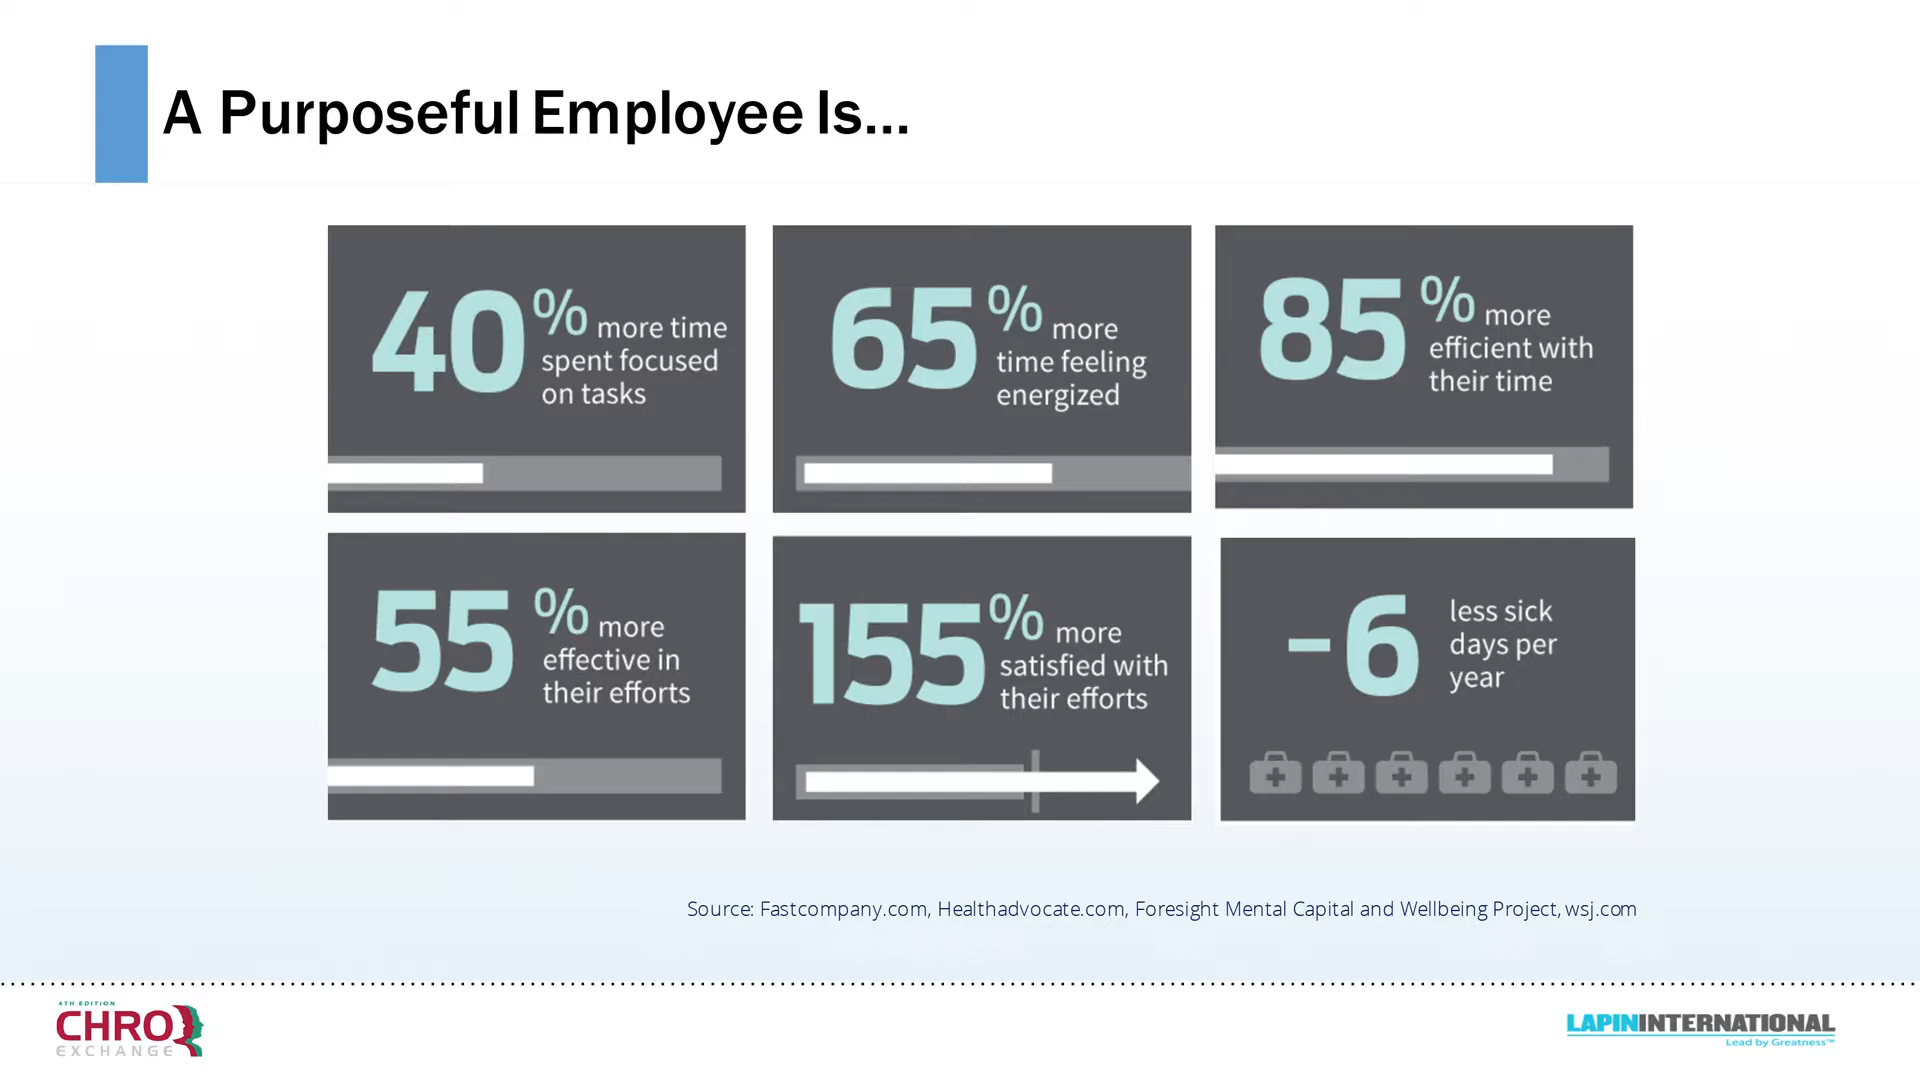 A Purposeful Employee Is...
40% more time
spent focused
on tasks
65% more
time feeling
energized
85% more
efficient with
their time
55% more
effective in
their efforts
155% more
satisfied with
their efforts
-6 less sick
days per
year
Source: Fastcompany.com, Healthadvocate.com, Foresight Mental Capital and Wellbeing Project, wsj.com
4TH EDITION
CHRO
EXCHANGE
LAPININTERNATIONAL
Lead by Greatness™